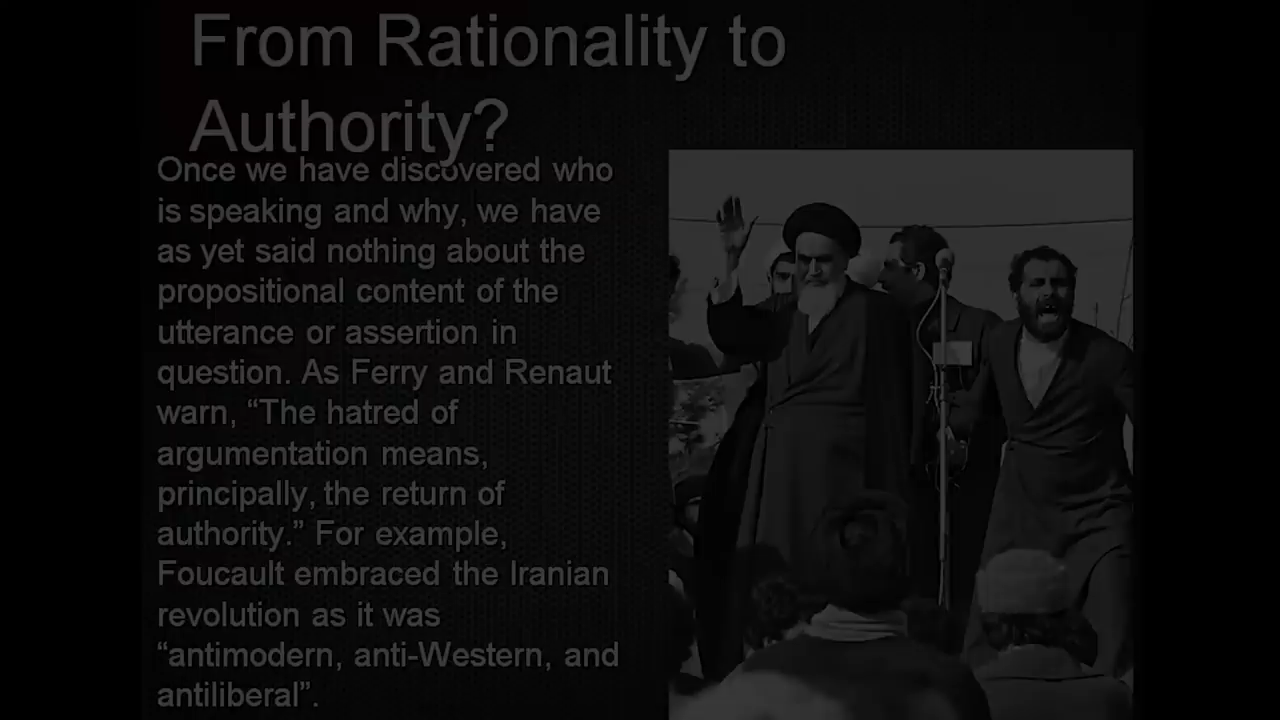 From Rationality to
Authority?
Once we have discovered who
is speaking and why, we have
as yet said nothing about the
propositional content of the
utterance or assertion in
question. As Ferry and Renaut
warn, “The hatred of
argumentation means,
principally, the return of
authority.” For example,
Foucault embraced the Iranian
revolution as it was
“antimodern, anti-Western, and
antiliberal”.